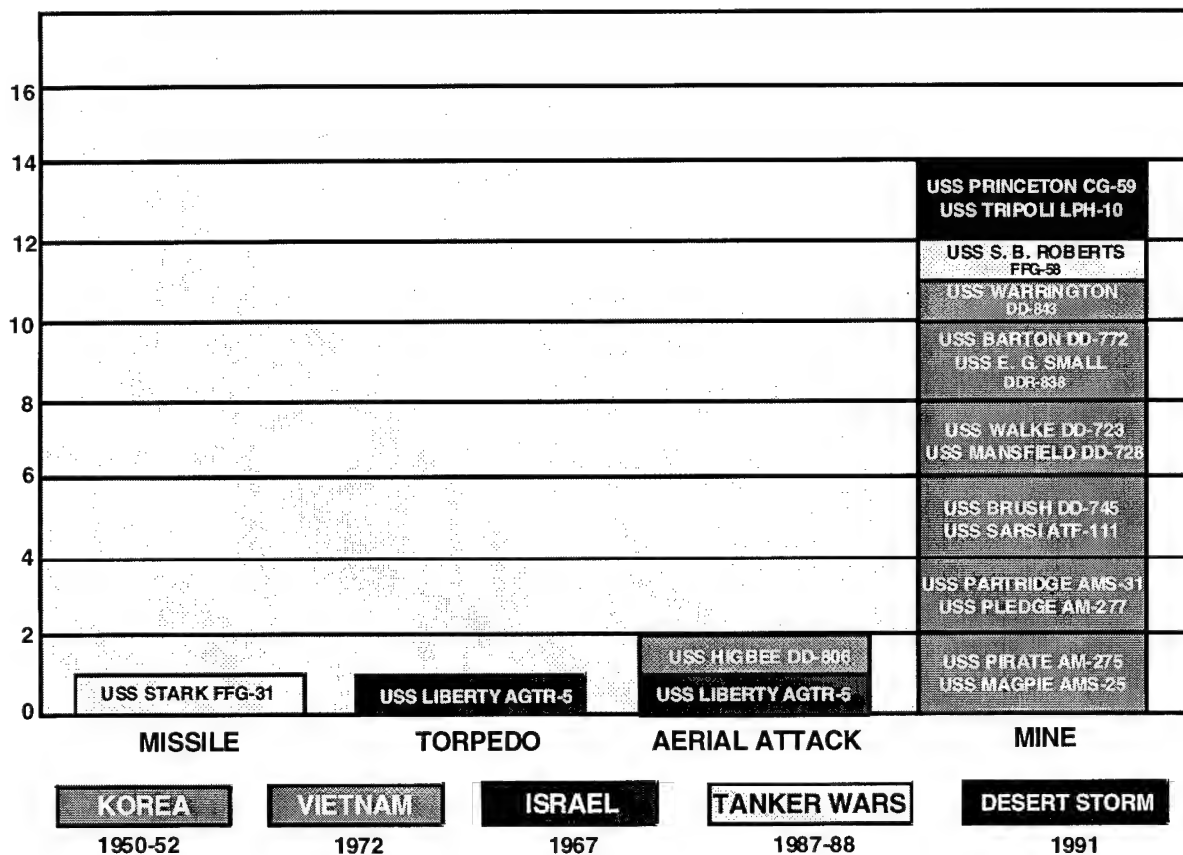 16
14
12
10
8
6
4
2
0
USS PRINCETON CG-59
USS TRIPOLI LPH-10
USS S. B. ROBERTS
FFG-58
USS WARRINGTON
DD-843
USS BARTON DD-772
USS E. G. SMALL
DDR-838
USS WALKE DD-723
USS MANSFIELD DD-728
USS BRUSH DD-745
USS SARSI ATF-111
USS PARTRIDGE AMS-31
USS PLEDGE AM-277
USS HIGBEE DD-806
USS PIRATE AM-275
USS MAGPIE AMS-25
USS STARK FFG-31
USS LIBERTY AGTR-5
USS LIBERTY AGTR-5
MISSILE TORPEDO AERIAL ATTACK MINE
KOREA VIETNAM ISRAEL TANKER WARS DESERT STORM
1950-52 1972 1967 1987-88 1991